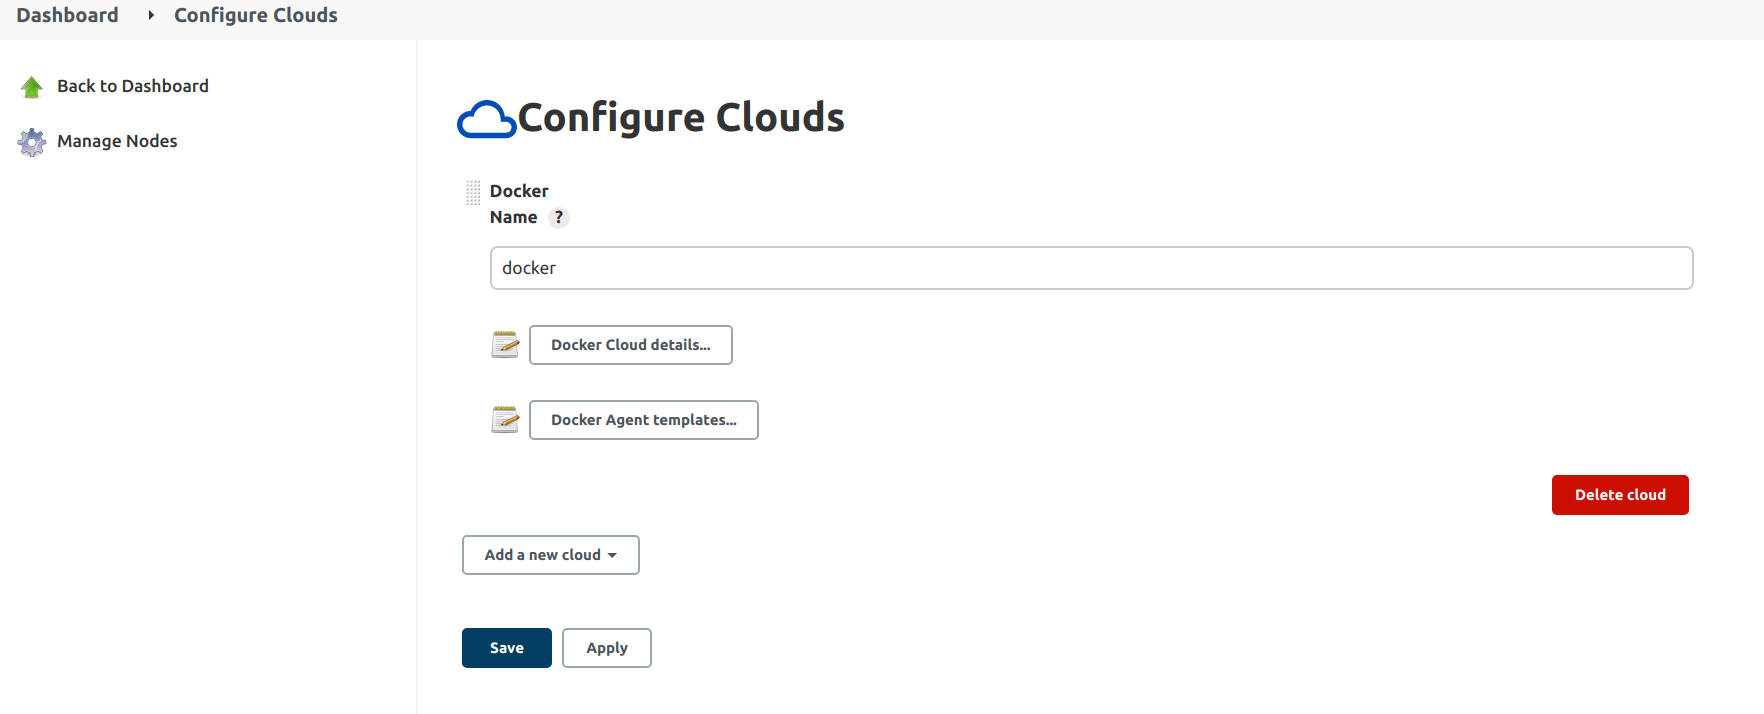 Dashboard Configure Clouds
Back to Dashboard
Manage Nodes
Configure Clouds
Docker
Name ?
docker
Docker Cloud details...
Docker Agent templates...
Delete cloud
Add a new cloud
Save Apply